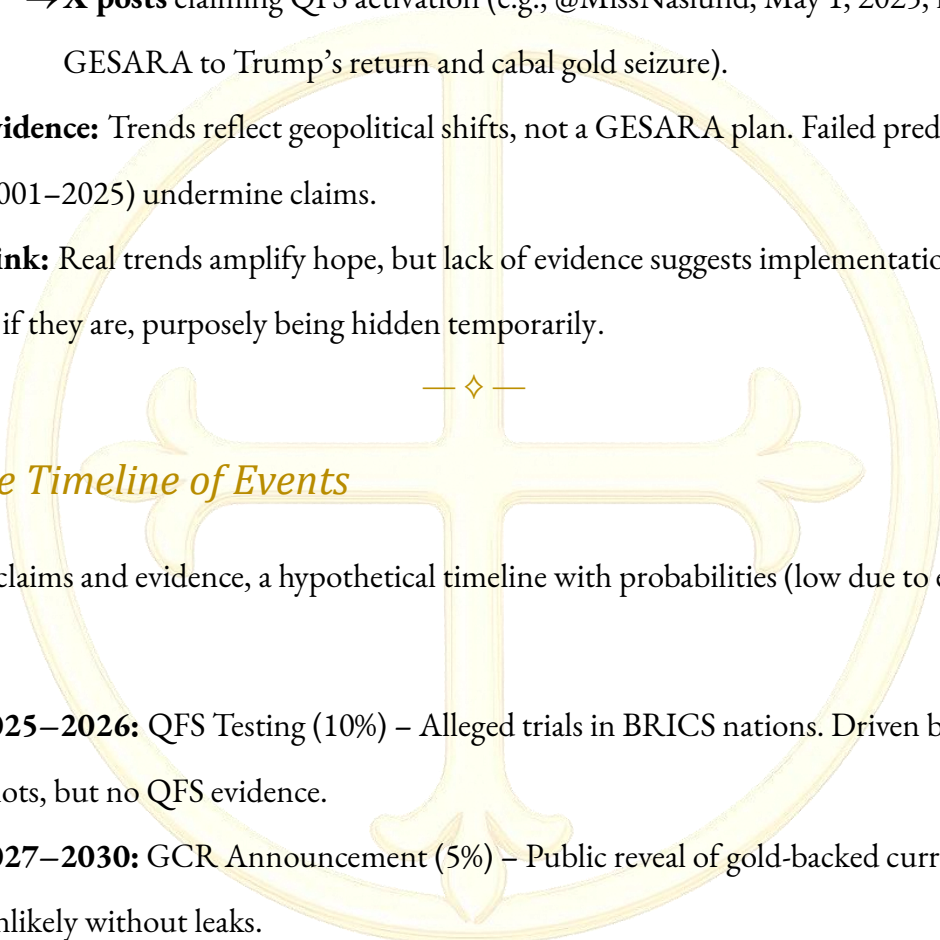 → X posts claiming QFS activation (e.g., @MissNaslund, May 1, 2025,
GESARA to Trump’s return and cabal gold seizure).
vidence: Trends reflect geopolitical shifts, not a GESARA plan. Failed pred
001–2025) undermine claims.
ink: Real trends amplify hope, but lack of evidence suggests implementatio
if they are, purposely being hidden temporarily.
e Timeline of Events
claims and evidence, a hypothetical timeline with probabilities (low due to e
025–2026: QFS Testing (10%) – Alleged trials in BRICS nations. Driven b
lots, but no QFS evidence.
027–2030: GCR Announcement (5%) – Public reveal of gold-backed curr
nlikely without leaks.